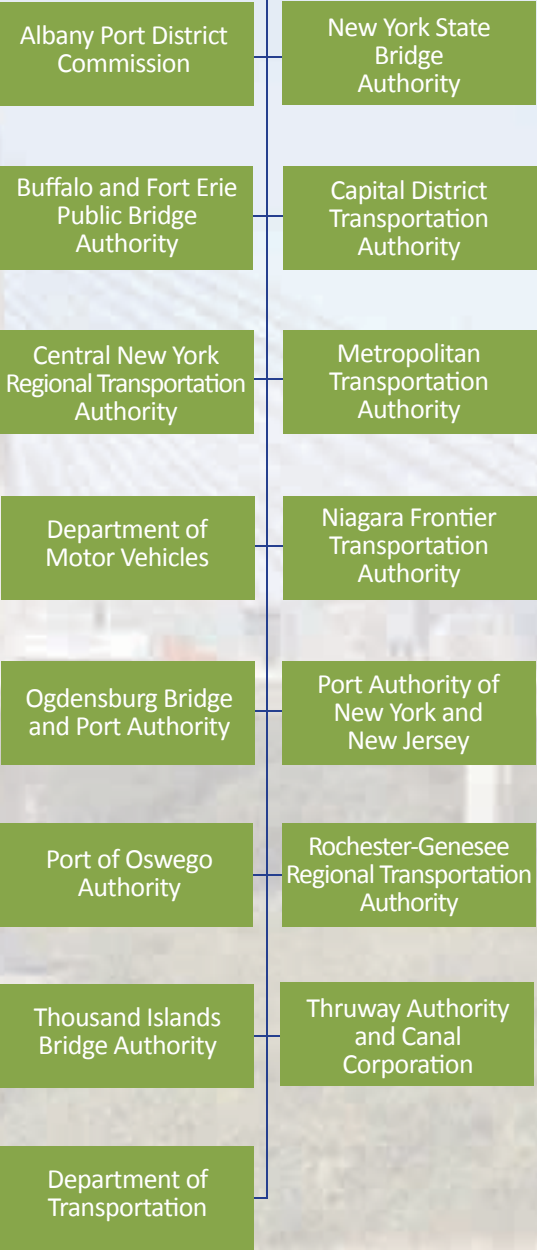 Albany Port District
Commission
New York State
Bridge
Authority
Buffalo and Fort Erie
Public Bridge
Authority
Capital District
Transportation
Authority
Central New York
Regional Transportation
Authority
Metropolitan
Transportation
Authority
Department of
Motor Vehicles
Niagara Frontier
Transportation
Authority
Ogdensburg Bridge
and Port Authority
Port Authority of
New York and
New Jersey
Port of Oswego
Authority
Rochester-Genesee
Regional Transportation
Authority
Thousand Islands
Bridge Authority
Thruway Authority
and Canal
Corporation
Department of
Transportation